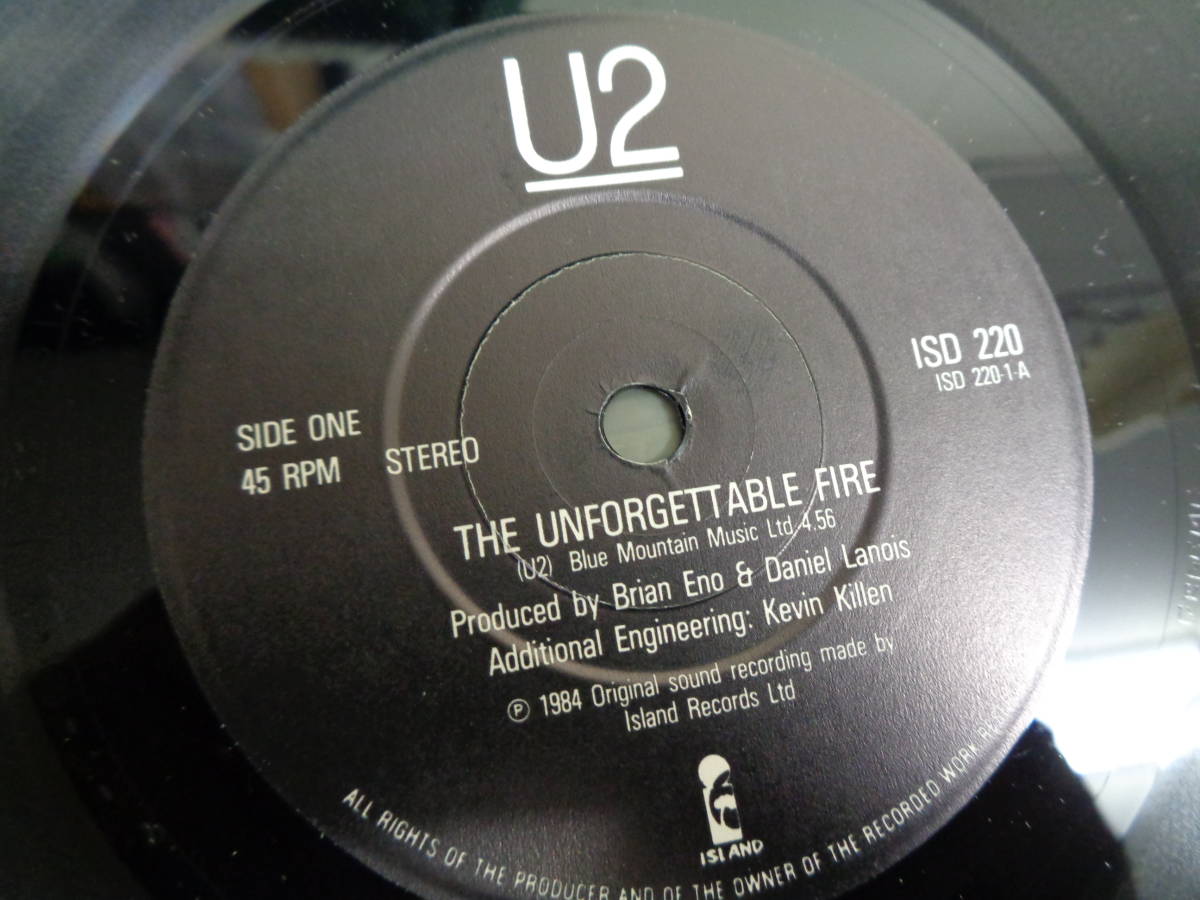 U2
ISD 220
ISD 220-1-A
SIDE ONE
45 RPM STEREO
THE UNFORGETTABLE FIRE
(U2) Blue Mountain Music Ltd 4.56
Produced by Brian Eno & Daniel Lanois
Additional Engineering: Kevin Killen
Ⓟ 1984 Original sound recording made by
Island Records Ltd
ISLAND
ALL RIGHTS OF THE PRODUCER AND OF THE OWNER OF THE RECORDED WORK